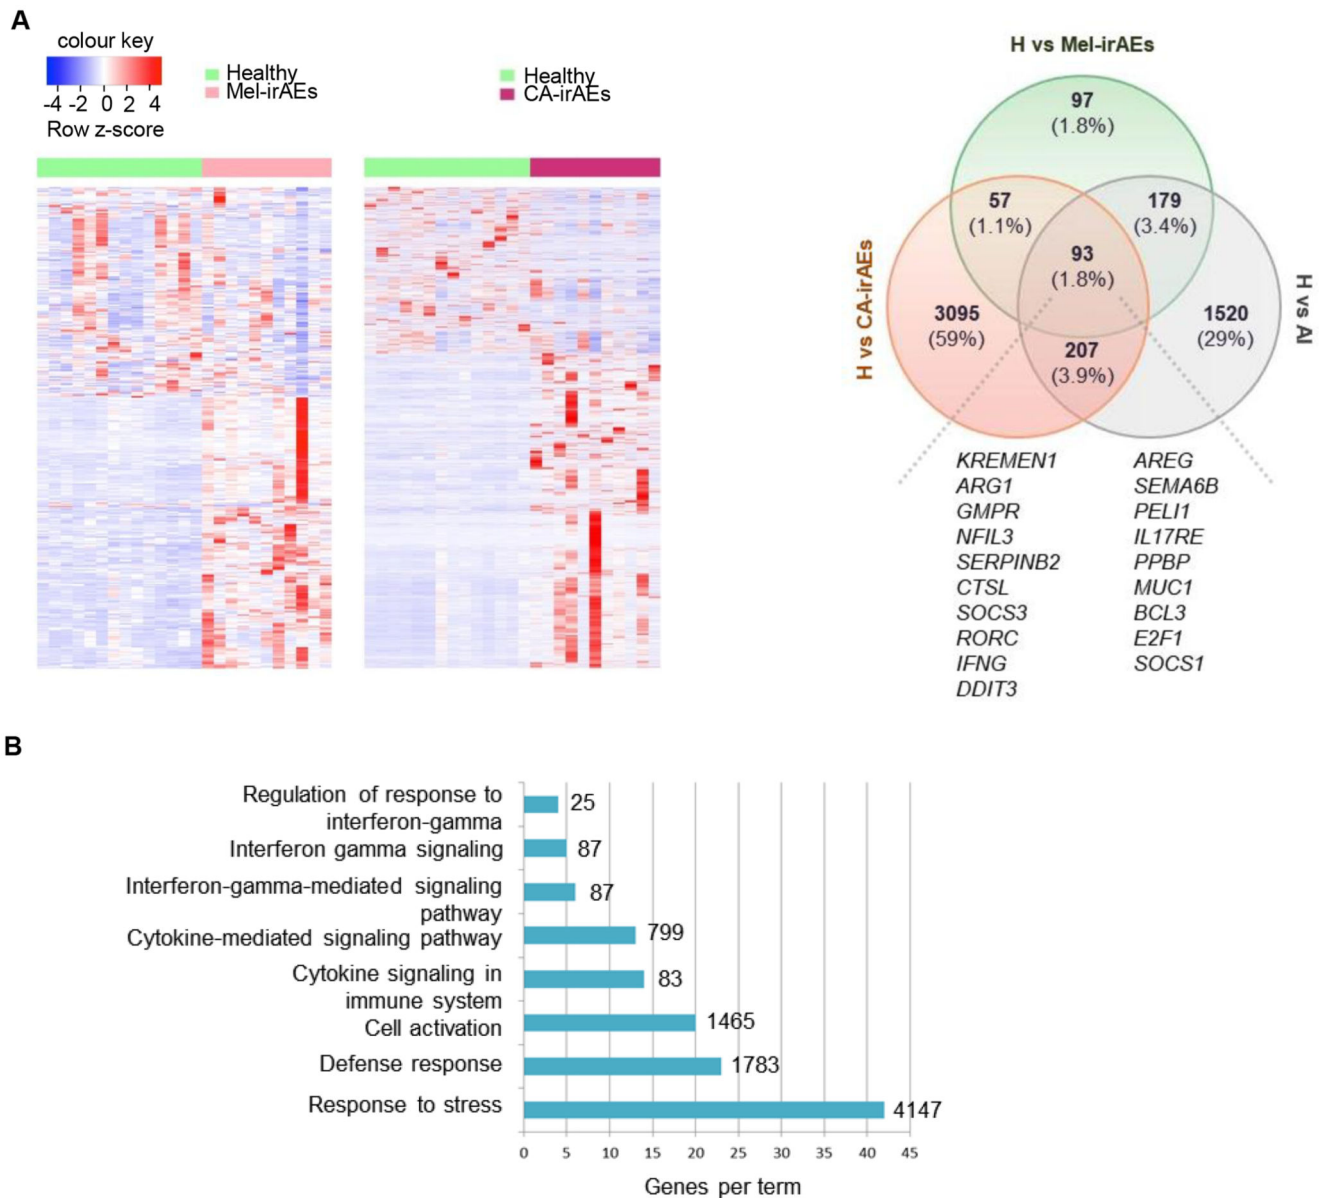 A
colour key
-4 -2 0 2 4
Row z-score
Healthy
Mel-irAEs
Healthy
CA-irAEs
H vs Mel-irAEs
H vs CA-irAEs
H vs AI
97
(1.8%)
57
(1.1%)
179
(3.4%)
93
(1.8%)
3095
(59%)
1520
(29%)
207
(3.9%)
KREMEN1
ARG1
GMPR
NFIL3
SERPINB2
CTSL
SOCS3
RORC
IFNG
DDIT3
AREG
SEMA6B
PELI1
IL17RE
PPBP
MUC1
BCL3
E2F1
SOCS1
B
Regulation of response to
interferon-gamma
25
Interferon gamma signaling
87
Interferon-gamma-mediated signaling
pathway
87
Cytokine-mediated signaling pathway
799
Cytokine signaling in
immune system
83
Cell activation
1465
Defense response
1783
Response to stress
4147
0 5 10 15 20 25 30 35 40 45
Genes per term